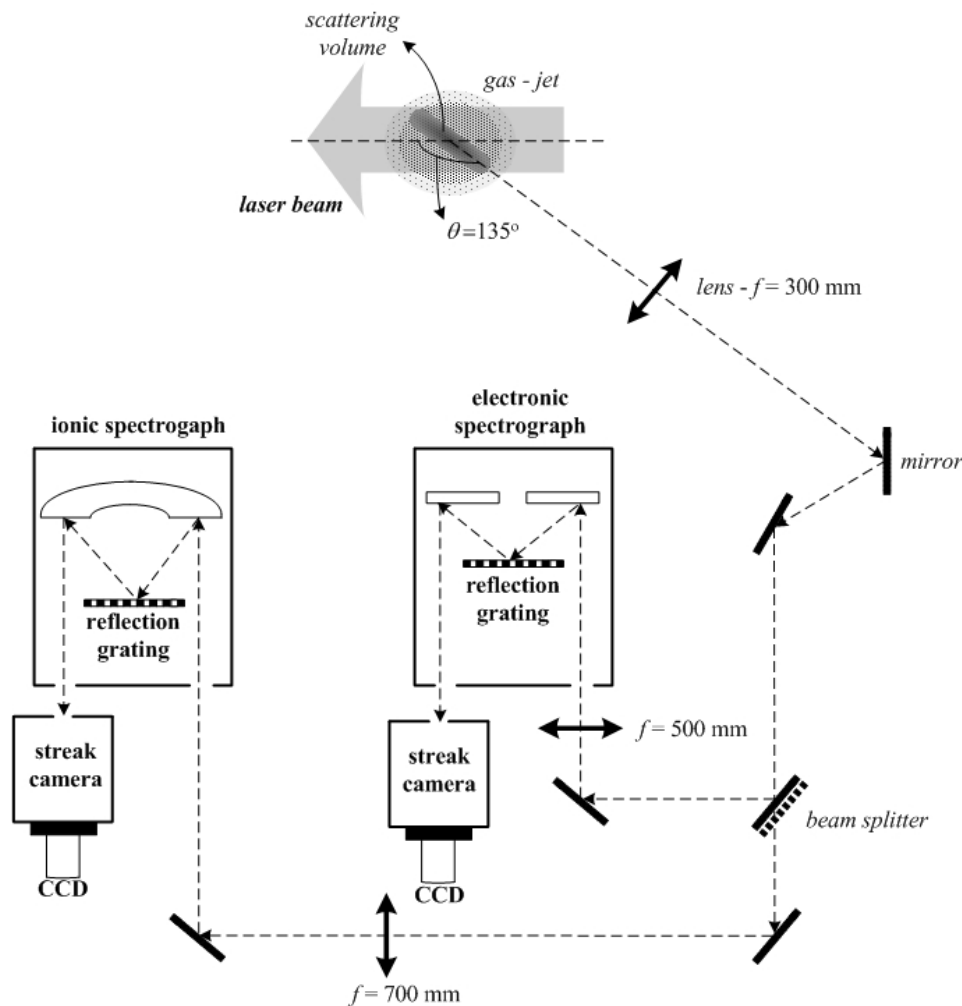 scattering
volume
gas - jet
laser beam
θ=135°
lens - f = 300 mm
mirror
ionic spectrogaph
electronic
spectrograph
reflection
grating
reflection
grating
f = 500 mm
streak
camera
streak
camera
beam splitter
CCD
CCD
f = 700 mm